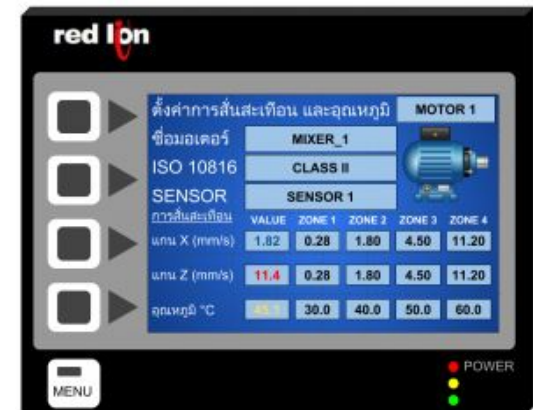 red lion
ตั้งค่าการสั่นสะเทือน และอุณหภูมิ MOTOR 1
ชื่อมอเตอร์ MIXER_1
ISO 10816 CLASS II
SENSOR SENSOR 1
การสั่นสะเทือน VALUE ZONE 1 ZONE 2 ZONE 3 ZONE 4
แกน X (mm/s) 1.82 0.28 1.80 4.50 11.20
แกน Z (mm/s) 11.4 0.28 1.80 4.50 11.20
อุณหภูมิ °C 45.1 30.0 40.0 50.0 60.0
POWER
MENU